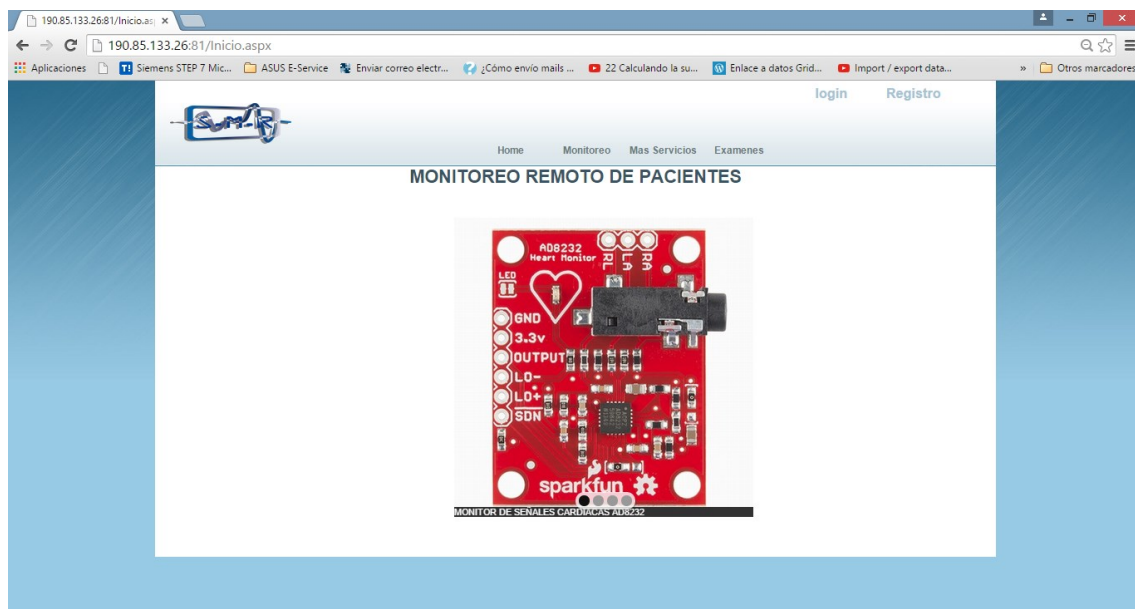 190.85.133.26:81/Inicio.as
190.85.133.26:81/Inicio.aspx
Aplicaciones
Siemens STEP 7 Mic...
ASUS E-Service
Enviar correo electr...
¿Cómo envío mails ...
22 Calculando la su...
Enlace a datos Grid...
Import / export data...
»
Otros marcadores
login Registro
SUM-R
Home Monitoreo Mas Servicios Examenes
MONITOREO REMOTO DE PACIENTES
AD8232
Heart Monitor
RL LA RA
LED
GND
3.3v
OUTPUT
LO-
LO+
SDN
sparkfun
MONITOR DE SEÑALES CARDIACAS AD8232